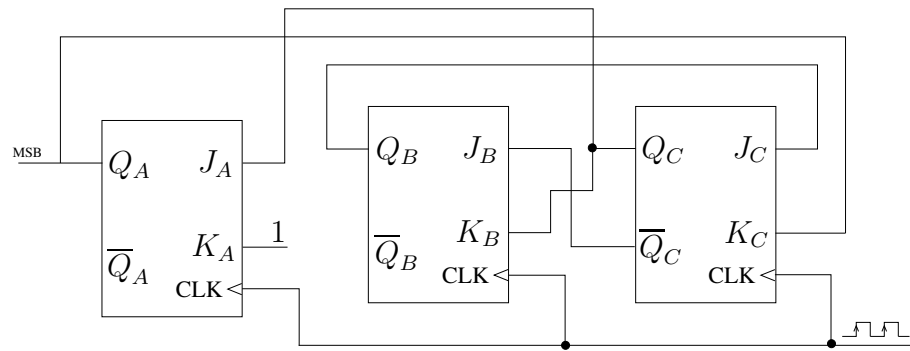 MSB
Q_A J_A
\overline{Q}_A K_A 1
CLK
Q_B J_B
\overline{Q}_B K_B
CLK
Q_C J_C
\overline{Q}_C K_C
CLK